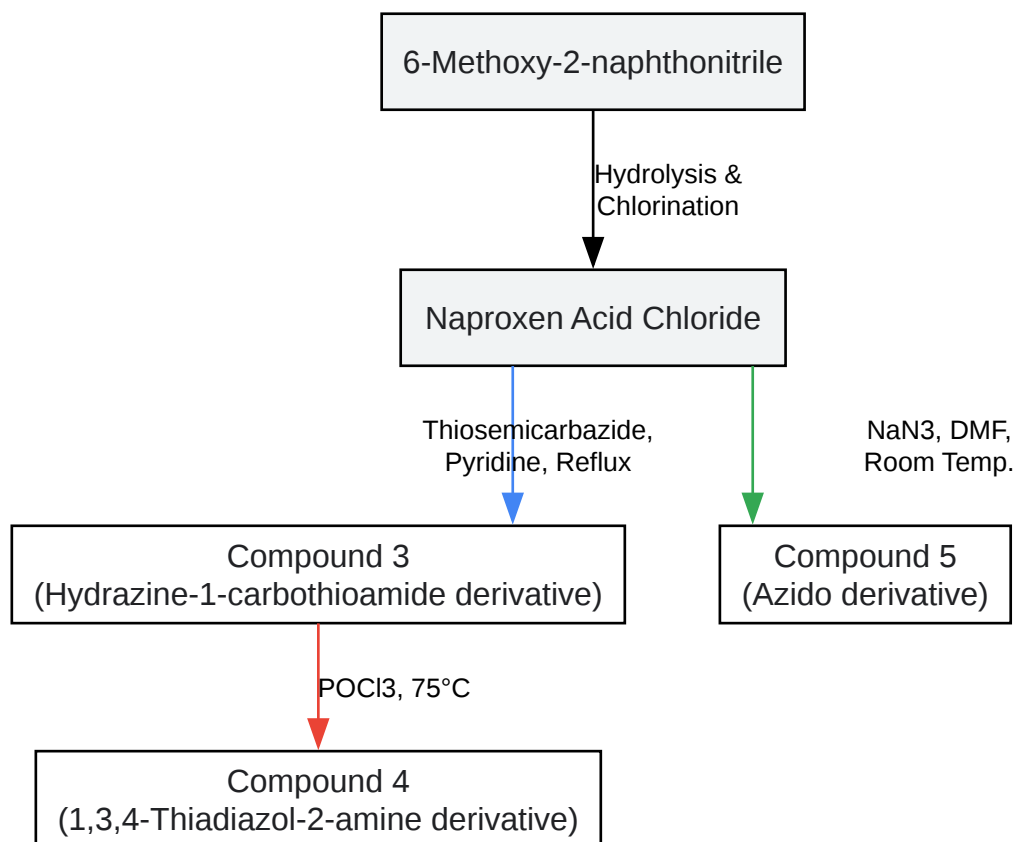 6-Methoxy-2-naphthonitrile
Hydrolysis &
Chlorination
Naproxen Acid Chloride
Thiosemicarbazide,
Pyridine, Reflux
NaN3, DMF,
Room Temp.
Compound 3
(Hydrazine-1-carbothioamide derivative)
Compound 5
(Azido derivative)
POCl3, 75°C
Compound 4
(1,3,4-Thiadiazol-2-amine derivative)